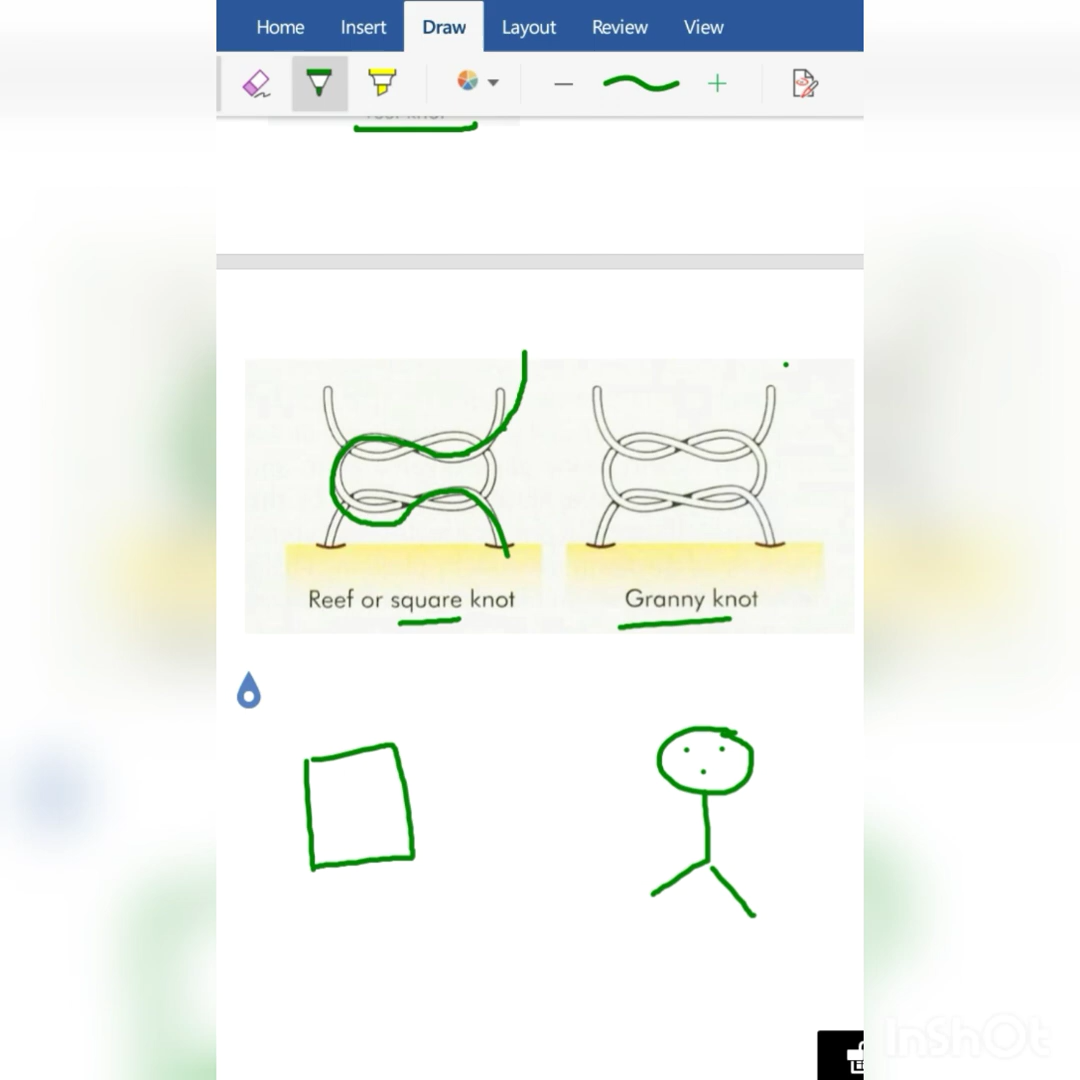 Home Insert Draw Layout Review View
Reef or square knot
Granny knot
InShOt